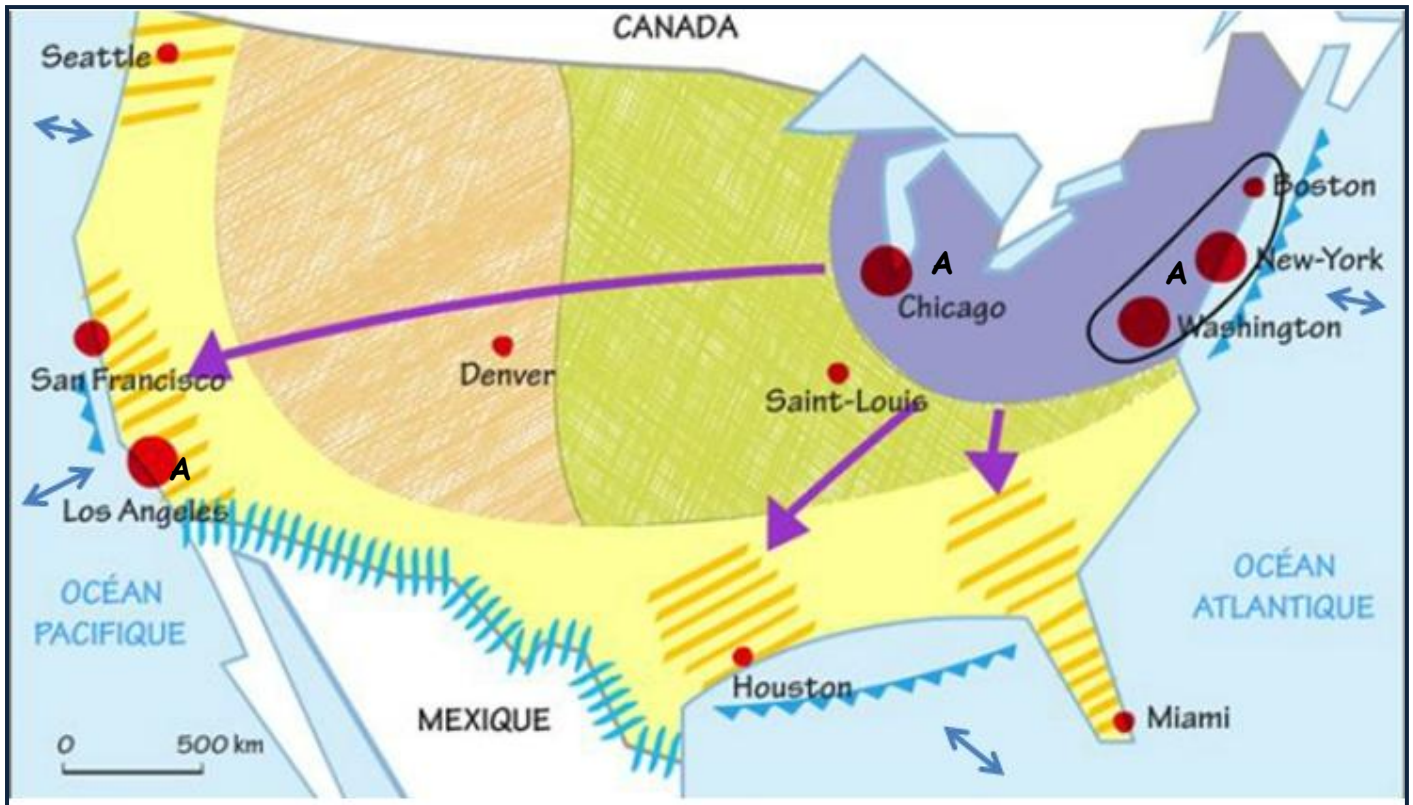 CANADA
Seattle
Boston
New-York
A
A
Chicago
Washington
San Francisco
Denver
Saint-Louis
A
Los Angeles
OCÉAN
PACIFIQUE
OCÉAN
ATLANTIQUE
Houston
MEXIQUE
Miami
0 500 km